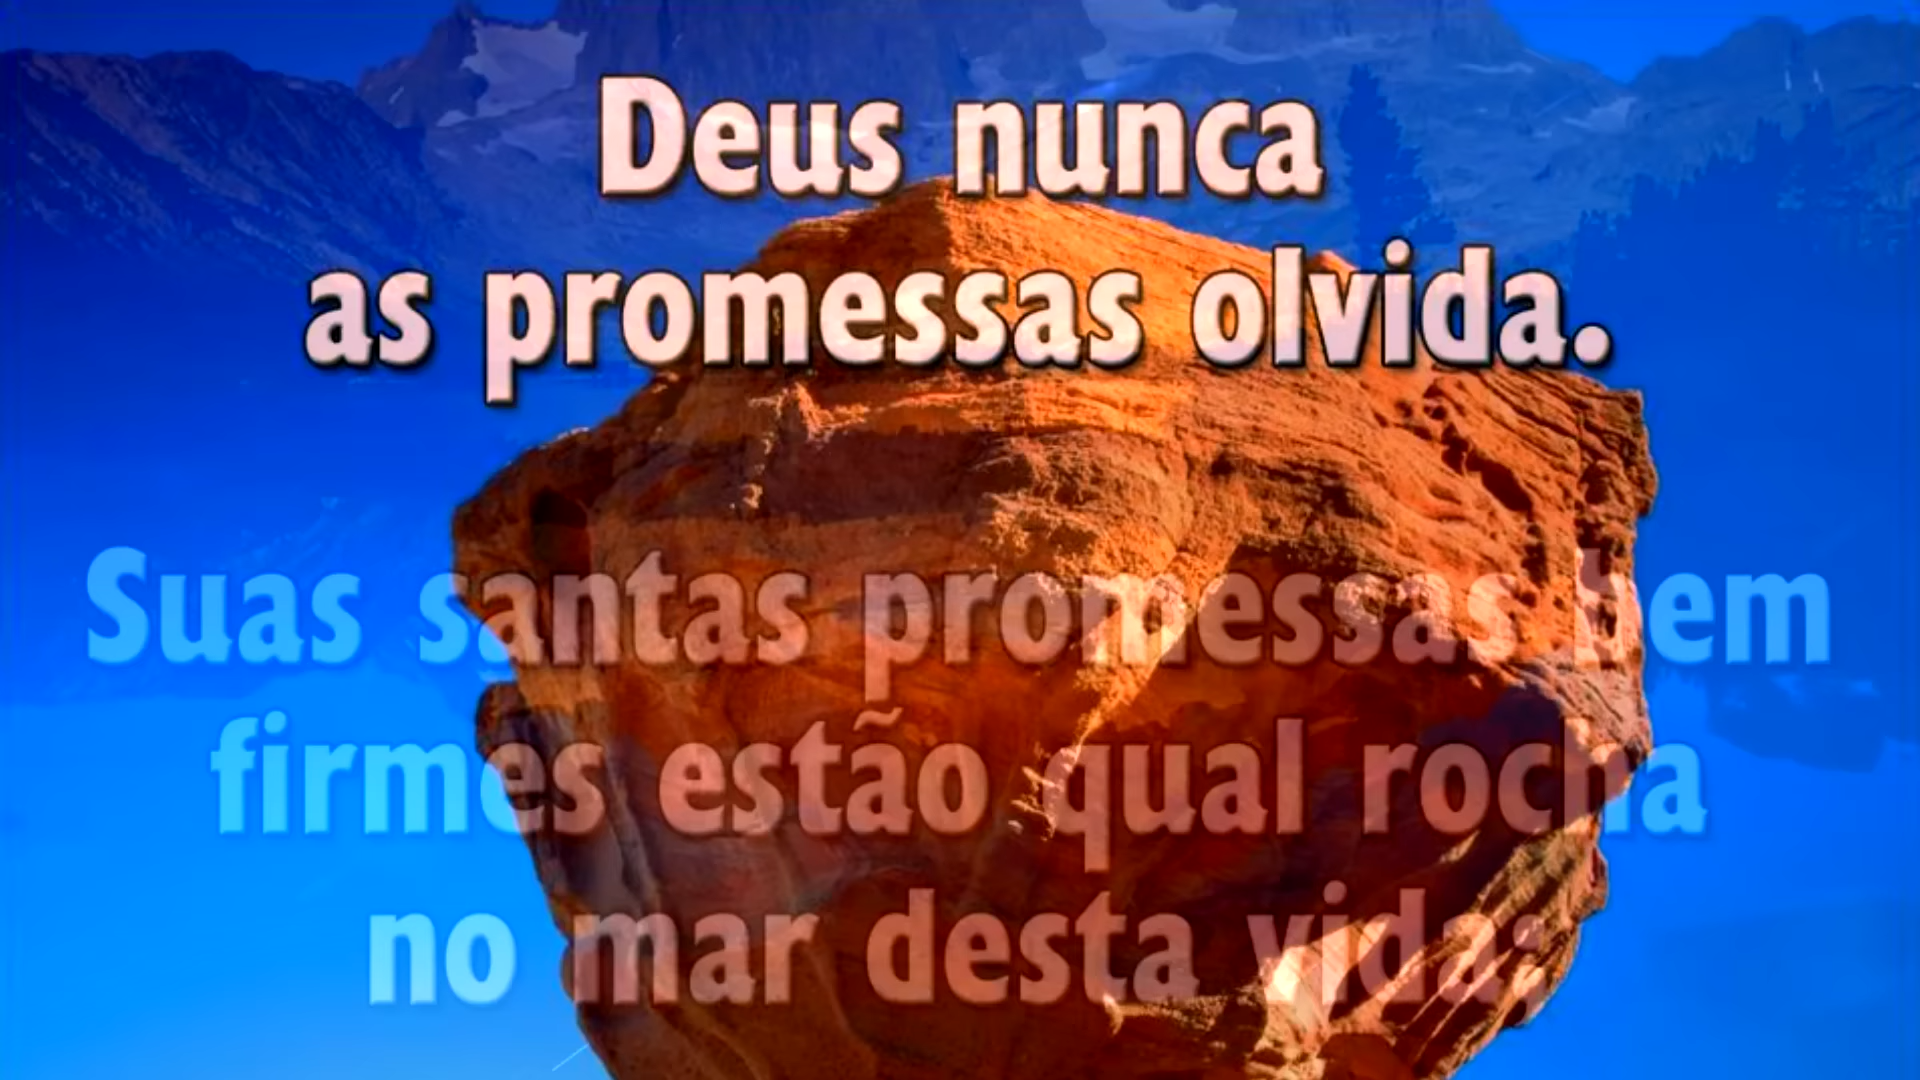 Deus nunca
as promessas olvida.
Suas santas promessas bem
firmes estão qual rocha
no mar desta vida;